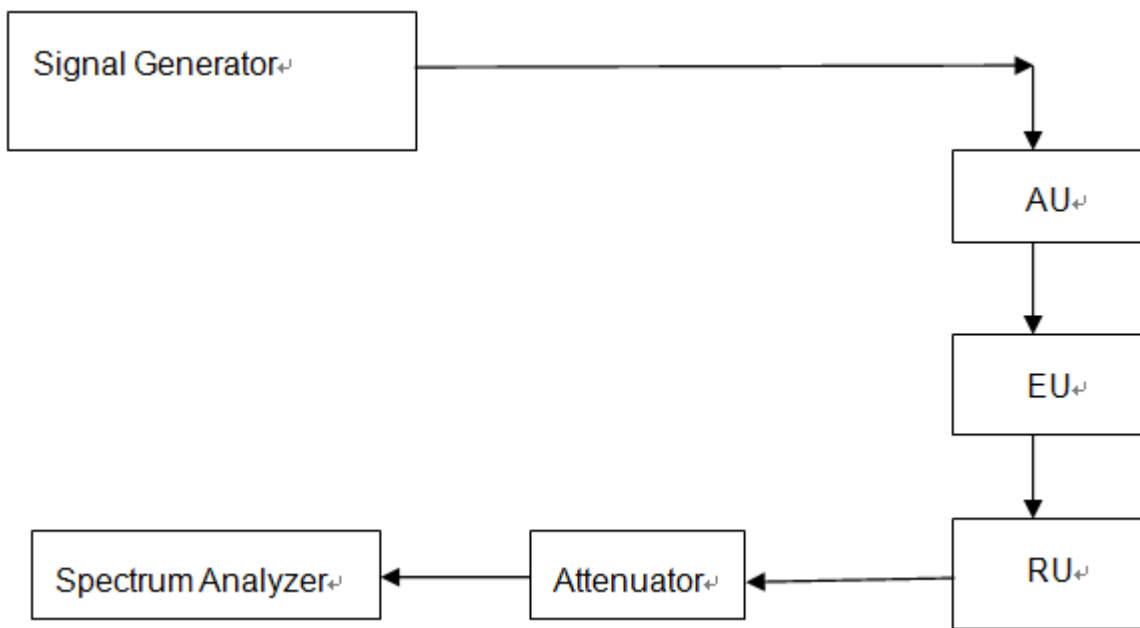 Signal Generator↵
AU↵
EU↵
RU↵
Attenuator↵
Spectrum Analyzer↵